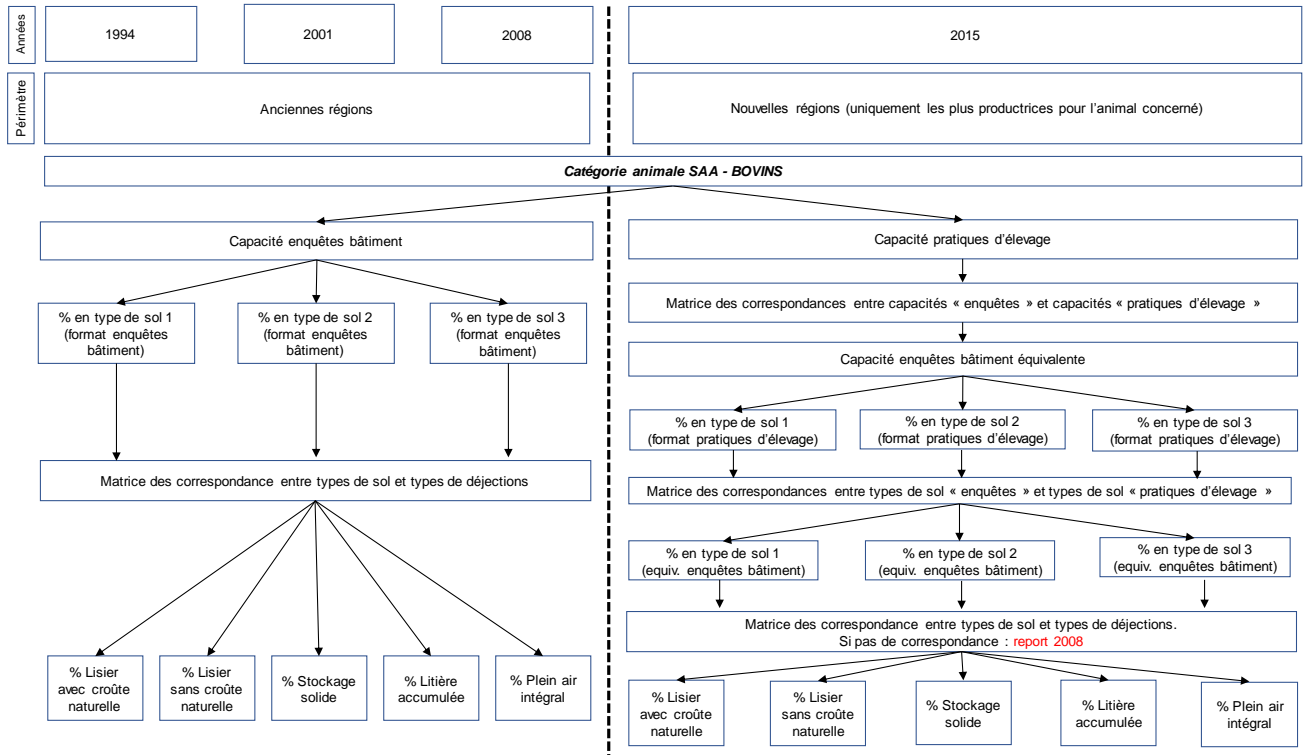 Années
1994
2001
2008
2015
Périmètre
Anciennes régions
Nouvelles régions (uniquement les plus productrices pour l'animal concerné)
Catégorie animale SAA - BOVINS
Capacité enquêtes bâtiment
% en type de sol 1
(format enquêtes
bâtiment)
% en type de sol 2
(format enquêtes
bâtiment)
% en type de sol 3
(format enquêtes
bâtiment)
Matrice des correspondance entre types de sol et types de déjections
% Lisier
avec croûte
naturelle
% Lisier
sans croûte
naturelle
% Stockage
solide
% Litière
accumulée
% Plein air
intégral
Capacité pratiques d'élevage
Matrice des correspondances entre capacités « enquêtes » et capacités « pratiques d'élevage »
Capacité enquêtes bâtiment équivalente
% en type de sol 1
(format pratiques d'élevage)
% en type de sol 2
(format pratiques d'élevage)
% en type de sol 3
(format pratiques d'élevage)
Matrice des correspondances entre types de sol « enquêtes » et types de sol « pratiques d'élevage »
% en type de sol 1
(equiv. enquêtes bâtiment)
% en type de sol 2
(equiv. enquêtes bâtiment)
% en type de sol 3
(equiv. enquêtes bâtiment)
Matrice des correspondance entre types de sol et types de déjections.
Si pas de correspondance : report 2008
% Lisier
avec croûte
naturelle
% Lisier
sans croûte
naturelle
% Stockage
solide
% Litière
accumulée
% Plein air
intégral